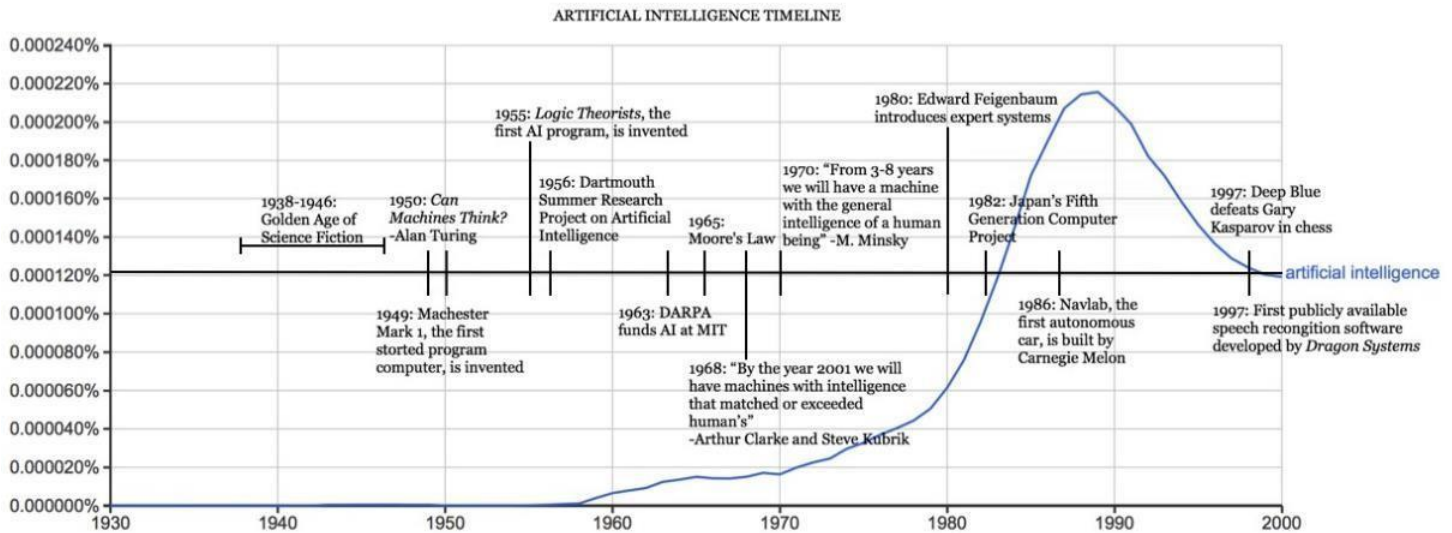 ARTIFICIAL INTELLIGENCE TIMELINE
0.000240%
0.000220%
0.000200%
0.000180%
0.000160%
0.000140%
0.000120%
0.000100%
0.000080%
0.000060%
0.000040%
0.000020%
0.000000%
1938-1946:
Golden Age of
Science Fiction
1949: Machester
Mark 1, the first
storted program
computer, is invented
1950: Can
Machines Think?
-Alan Turing
1955: Logic Theorists, the
first AI program, is invented
1956: Dartmouth
Summer Research
Project on Artificial
Intelligence
1963: DARPA
funds AI at MIT
1965:
Moore's Law
1968: “By the year 2001 we will
have machines with intelligence
that matched or exceeded
human's”
-Arthur Clarke and Steve Kubrik
1970: “From 3-8 years
we will have a machine
with the general
intelligence of a human
being” -M. Minsky
1980: Edward Feigenbaum
introduces expert systems
1982: Japan's Fifth
Generation Computer
Project
1986: Navlab, the
first autonomous
car, is built by
Carnegie Melon
1997: Deep Blue
defeats Gary
Kasparov in chess
1997: First publicly available
speech recongition software
developed by Dragon Systems
artificial intelligence
1930
1940
1950
1960
1970
1980
1990
2000